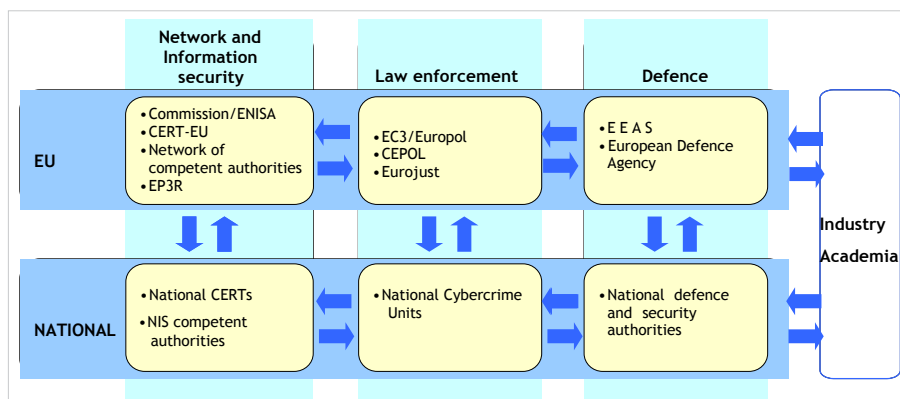 Network and
Information
security
Law enforcement
Defence
EU
•Commission/ENISA
•CERT-EU
•Network of
competent authorities
•EP3R
•EC3/Europol
•CEPOL
•Eurojust
•E E A S
•European Defence
Agency
Industry
Academia
NATIONAL
•National CERTs
•NIS competent
authorities
•National Cybercrime
Units
•National defence
and security
authorities